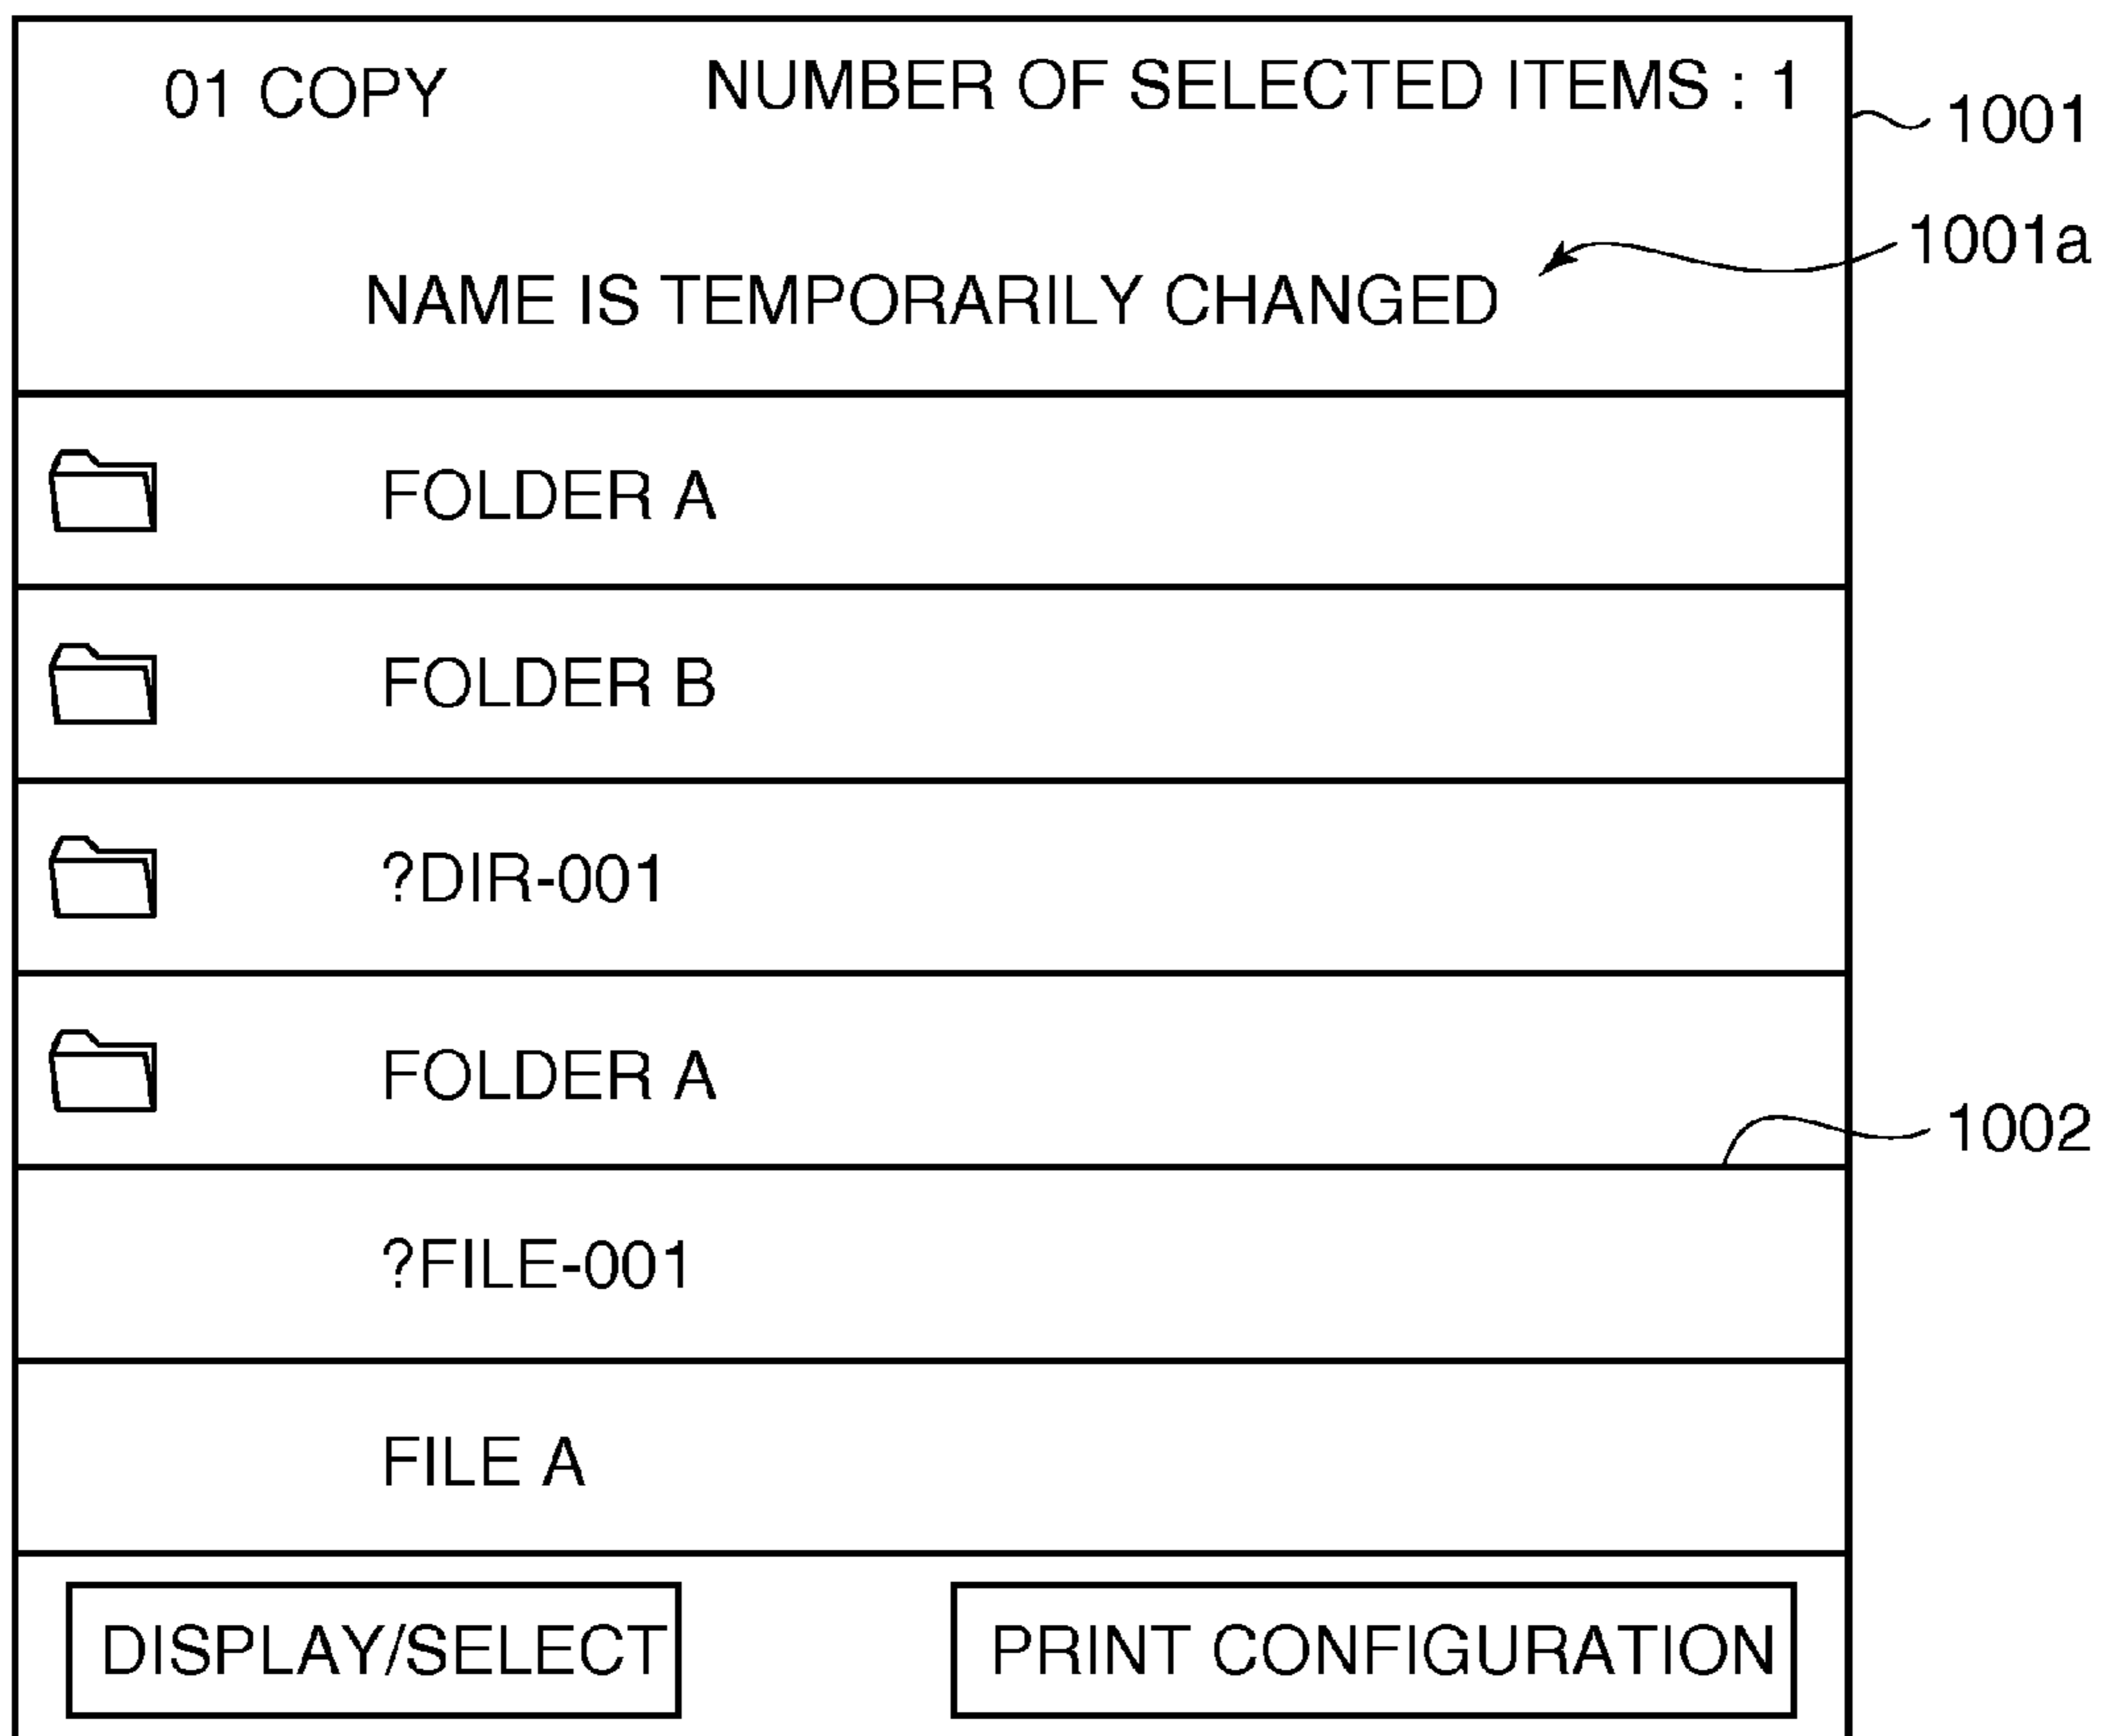 01 COPY NUMBER OF SELECTED ITEMS : 1
1001
1001a
NAME IS TEMPORARILY CHANGED
FOLDER A
FOLDER B
?DIR-001
FOLDER A
1002
?FILE-001
FILE A
DISPLAY/SELECT PRINT CONFIGURATION